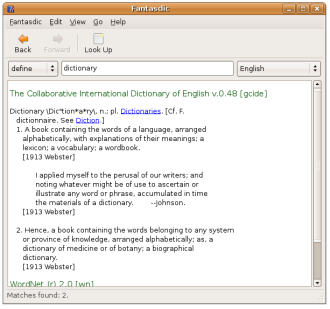 Fantasdic
Fantasdic Edit View Go Help
Back Forward Look Up
define dictionary English
The Collaborative International Dictionary of English v.0.48 [gcide]
Dictionary \Dic"tion*a*ry\, n.; pl. Dictionaries. [Cf. F.
dictionnaire. See Diction.]
1. A book containing the words of a language, arranged
alphabetically, with explanations of their meanings; a
lexicon; a vocabulary; a wordbook.
[1913 Webster]
I applied myself to the perusal of our writers; and
noting whatever might be of use to ascertain or
illustrate any word or phrase, accumulated in time
the materials of a dictionary. --Johnson.
[1913 Webster]
2. Hence, a book containing the words belonging to any system
or province of knowledge, arranged alphabetically; as, a
dictionary of medicine or of botany; a biographical
dictionary.
[1913 Webster]
WordNet (r) 2.0 [wn]
Matches found: 2.